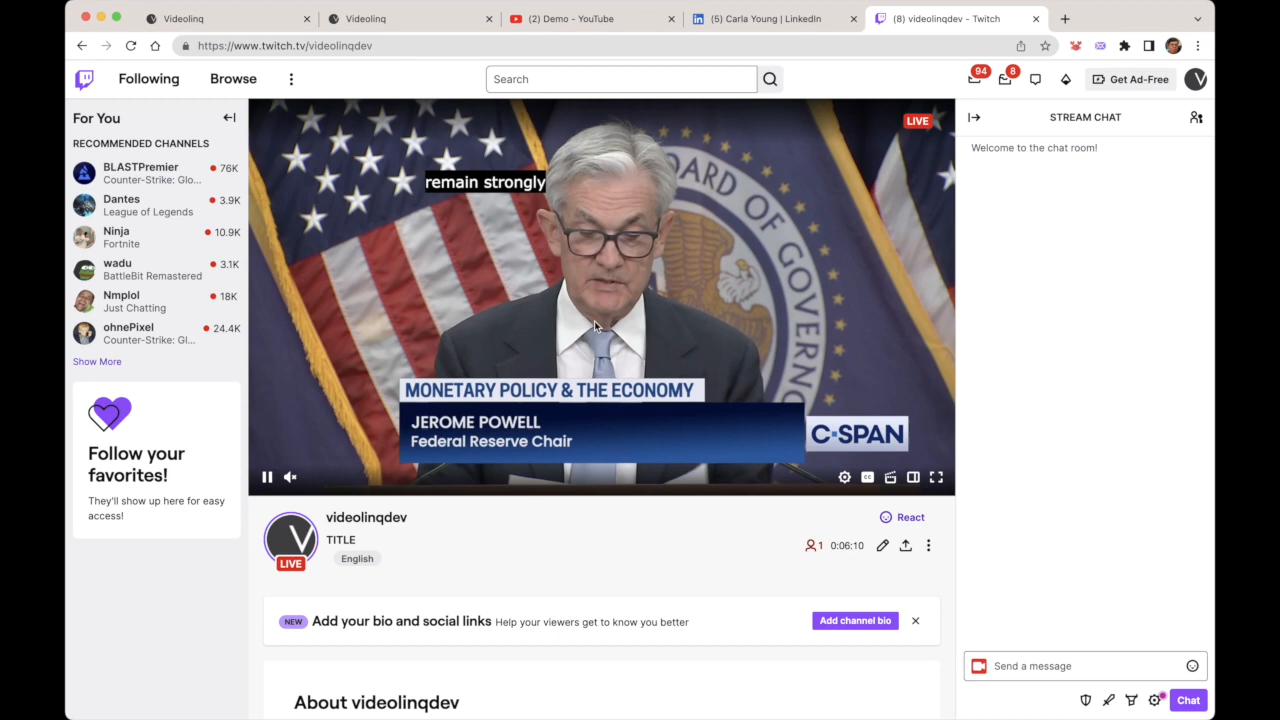 Videolinq
Videolinq
(2) Demo - YouTube
(5) Carla Young | LinkedIn
(8) videolinqdev - Twitch
https://www.twitch.tv/videolinqdev
Following
Browse
Search
94
8
Get Ad-Free
For You
RECOMMENDED CHANNELS
BLASTPremier
76K
Counter-Strike: Glo...
Dantes
3.9K
League of Legends
Ninja
10.9K
Fortnite
wadu
3.1K
BattleBit Remastered
Nmplol
18K
Just Chatting
ohnePixel
24.4K
Counter-Strike: Gl...
Show More
Follow your
favorites!
They'll show up here for easy
access!
LIVE
remain strongly
BOARD OF GOVERNO
MONETARY POLICY & THE ECONOMY
JEROME POWELL
Federal Reserve Chair
C-SPAN
CC
videolinqdev
TITLE
English
LIVE
React
1
0:06:10
NEW
Add your bio and social links
Help your viewers get to know you better
Add channel bio
About videolinqdev
STREAM CHAT
Welcome to the chat room!
Send a message
Chat